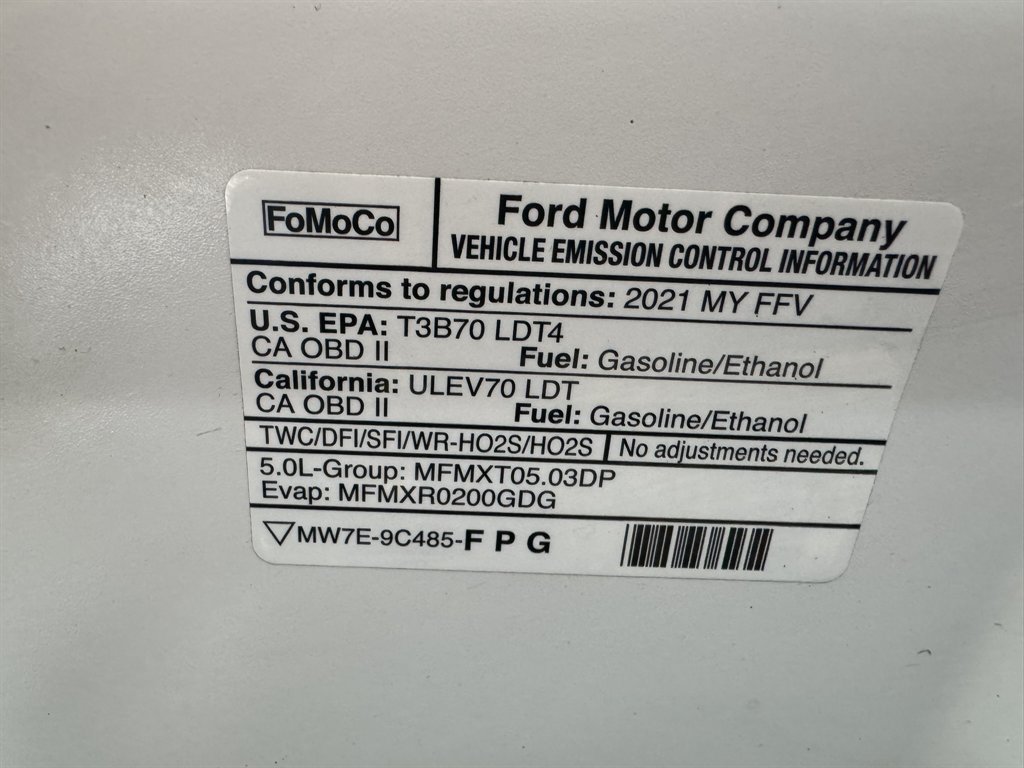 FoMoCo
Ford Motor Company
VEHICLE EMISSION CONTROL INFORMATION
Conforms to regulations: 2021 MY FFV
U.S. EPA: T3B70 LDT4
CA OBD II Fuel: Gasoline/Ethanol
California: ULEV70 LDT
CA OBD II Fuel: Gasoline/Ethanol
TWC/DFI/SFI/WR-HO2S/HO2S No adjustments needed.
5.0L-Group: MFMXT05.03DP
Evap: MFMXR0200GDG
MW7E-9C485-F P G